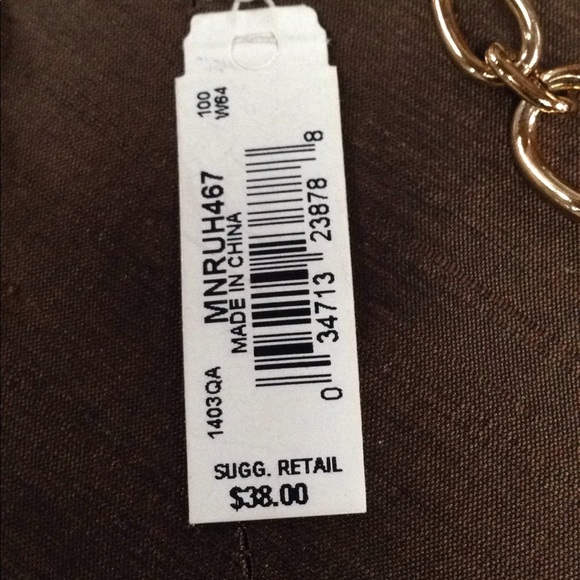 100
W64
1403QA
MNRUH467
MADE IN CHINA
0 34713 23878 8
SUGG. RETAIL
$38.00